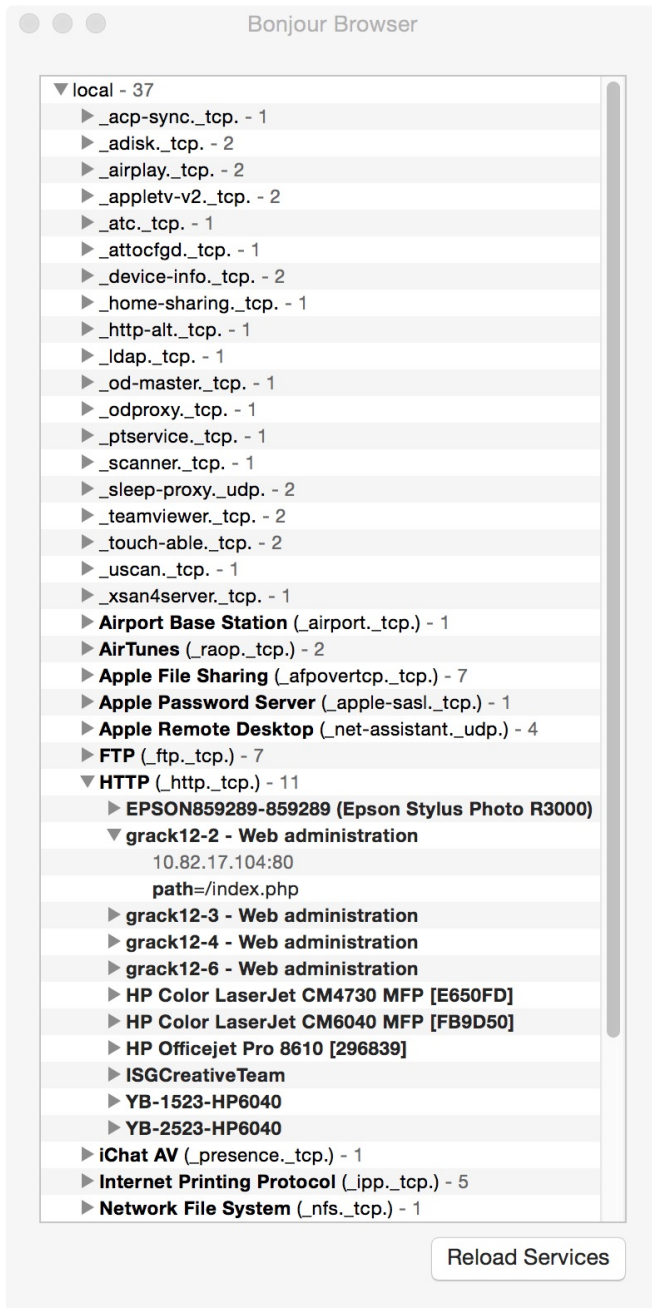 Bonjour Browser
local - 37
_acp-sync._tcp. - 1
_adisk._tcp. - 2
_airplay._tcp. - 2
_appletv-v2._tcp. - 2
_atc._tcp. - 1
_attocfgd._tcp. - 1
_device-info._tcp. - 2
_home-sharing._tcp. - 1
_http-alt._tcp. - 1
_ldap._tcp. - 1
_od-master._tcp. - 1
_odproxy._tcp. - 1
_ptservice._tcp. - 1
_scanner._tcp. - 1
_sleep-proxy._udp. - 2
_teamviewer._tcp. - 2
_touch-able._tcp. - 2
_uscan._tcp. - 1
_xsan4server._tcp. - 1
Airport Base Station (_airport._tcp.) - 1
AirTunes (_raop._tcp.) - 2
Apple File Sharing (_afpovertcp._tcp.) - 7
Apple Password Server (_apple-sasl._tcp.) - 1
Apple Remote Desktop (_net-assistant._udp.) - 4
FTP (_ftp._tcp.) - 7
HTTP (_http._tcp.) - 11
EPSON859289-859289 (Epson Stylus Photo R3000)
grack12-2 - Web administration
10.82.17.104:80
path=/index.php
grack12-3 - Web administration
grack12-4 - Web administration
grack12-6 - Web administration
HP Color LaserJet CM4730 MFP [E650FD]
HP Color LaserJet CM6040 MFP [FB9D50]
HP Officejet Pro 8610 [296839]
ISGCreativeTeam
YB-1523-HP6040
YB-2523-HP6040
iChat AV (_presence._tcp.) - 1
Internet Printing Protocol (_ipp._tcp.) - 5
Network File System (_nfs._tcp.) - 1
Reload Services